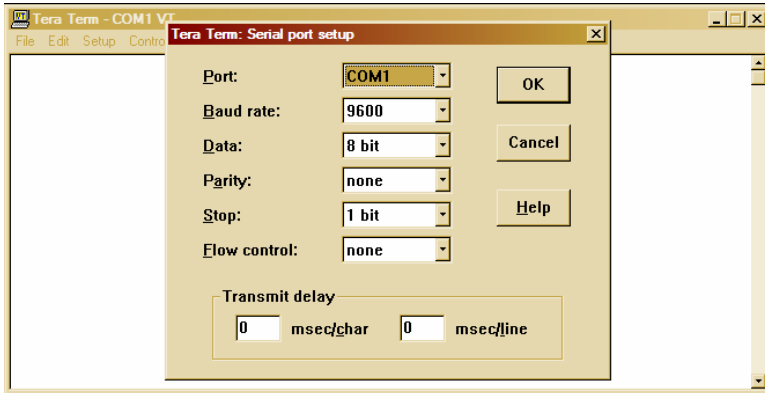 Tera Term - COM1 VT
File Edit Setup Contro
Tera Term: Serial port setup
Port: COM1
OK
Baud rate: 9600
Data: 8 bit
Cancel
Parity: none
Stop: 1 bit
Help
Flow control: none
Transmit delay
0 msec/char 0 msec/line